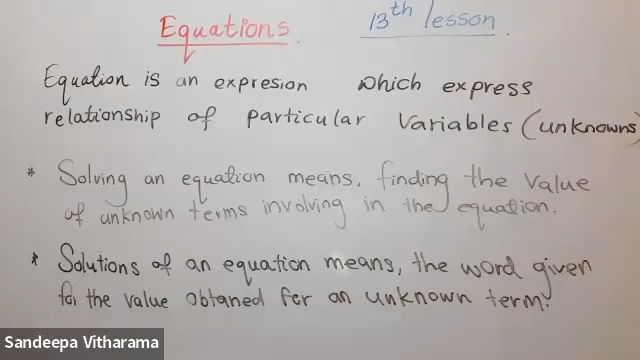 Equations. 13th lesson.
Equation is an expresion which express
relationship of particular variables (unknowns)
* Solving an equation means, finding the value
of unknown terms involving in the equation.
* Solutions of an equation means, the word given
for the value obtaned for an unknown term.
Sandeepa Vitharama